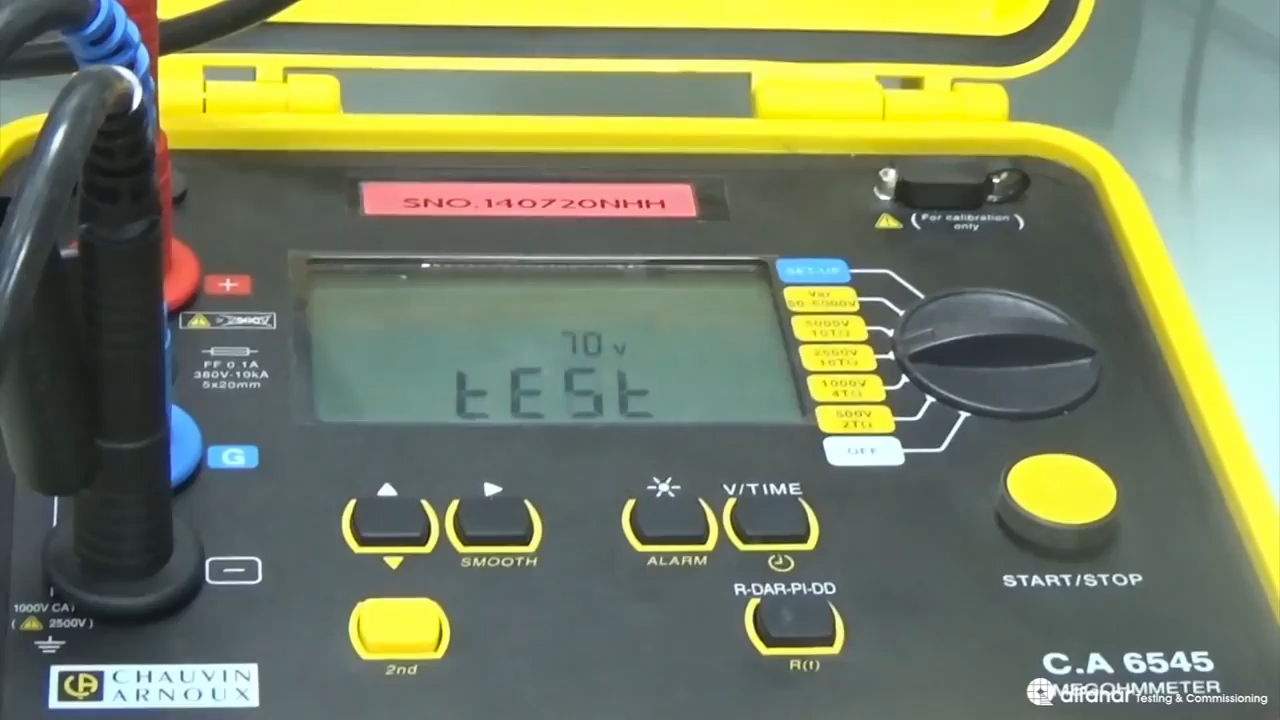 SNO.140720NHH
(For calibration only)
+
SET-UP
Var
50-5000V
5000V
10TΩ
2500V
10TΩ
1000V
4TΩ
500V
2TΩ
OFF
70 v
tESt
FF 0.1A
380V-10kA
5x20mm
G
V/TIME
SMOOTH
ALARM
R-DAR-PI-DD
START/STOP
1000V CAT
( 2500V )
2nd
R(t)
CHAUVIN
ARNOUX
C.A 6545
MEGOHMMETER
alfanar Testing & Commissioning